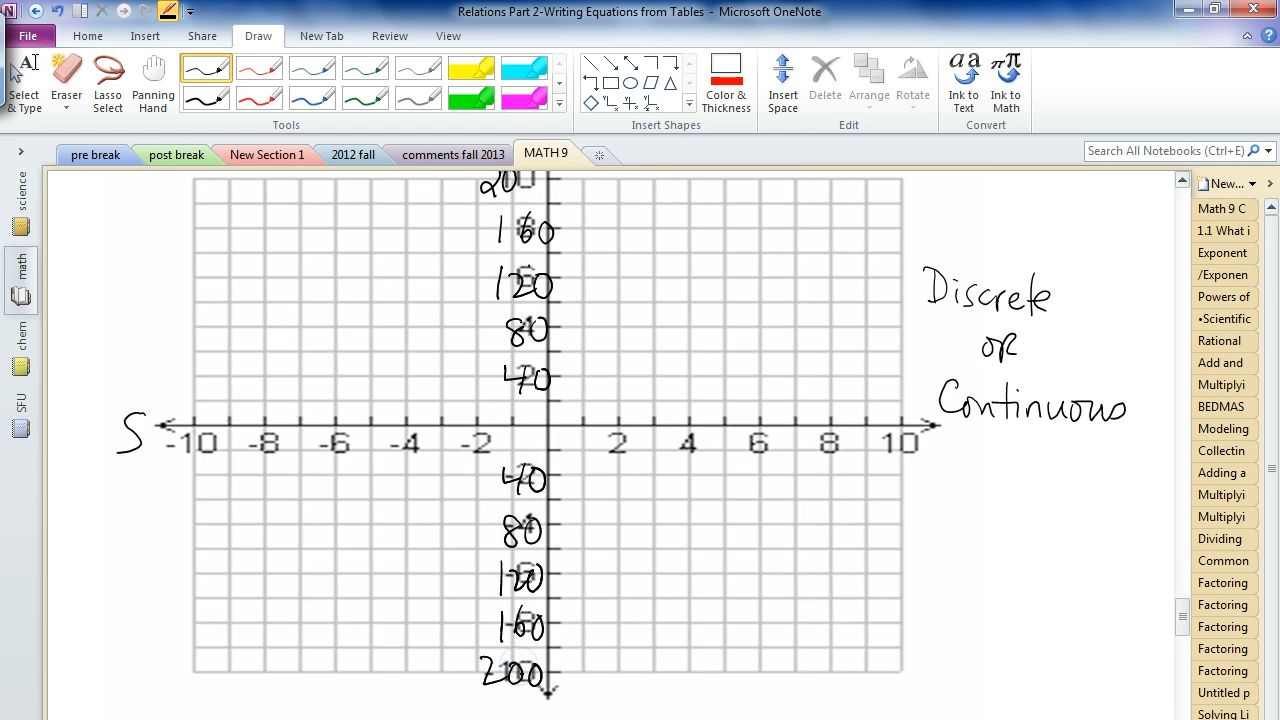 Relations Part 2-Writing Equations from Tables - Microsoft OneNote
File Home Insert Share Draw New Tab Review View
Select & Type
Eraser
Lasso Select
Panning Hand
Color & Thickness
Insert Space
Delete
Arrange
Rotate
Ink to Text
Ink to Math
Tools
Insert Shapes
Edit
Convert
pre break
post break
New Section 1
2012 fall
comments fall 2013
MATH 9
Search All Notebooks (Ctrl+E)
science
math
chem
SFU
200
160
120
80
40
S
-10 -8 -6 -4 -2 2 4 6 8 10
40
80
120
160
200
Discrete
or
Continuous
New...
Math 9 C
1.1 What i
Exponent
/Exponen
Powers of
•Scientific
Rational
Add and
Multiplyi
BEDMAS
Modeling
Collectin
Adding a
Multiplyi
Multiplyi
Dividing
Common
Factoring
Factoring
Factoring
Factoring
Factoring
Untitled p
Solving Li